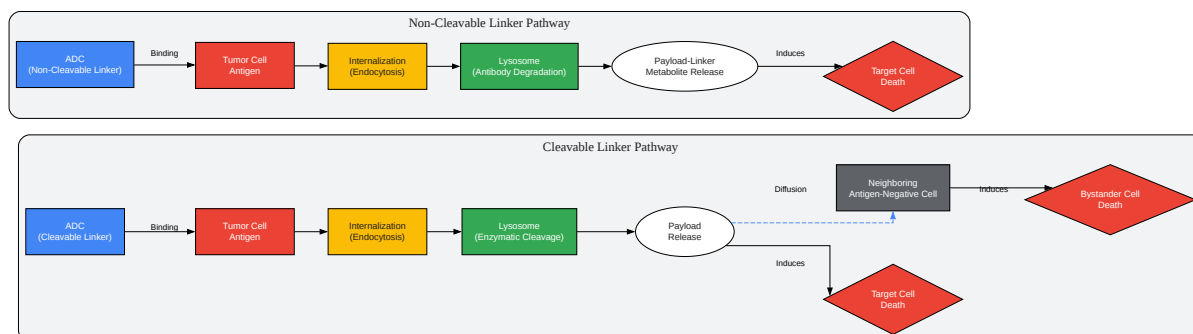 Non-Cleavable Linker Pathway
ADC
(Non-Cleavable Linker)
Binding
Tumor Cell
Antigen
Internalization
(Endocytosis)
Lysosome
(Antibody Degradation)
Payload-Linker
Metabolite Release
Induces
Target Cell
Death
Cleavable Linker Pathway
ADC
(Cleavable Linker)
Binding
Tumor Cell
Antigen
Internalization
(Endocytosis)
Lysosome
(Enzymatic Cleavage)
Payload
Release
Diffusion
Neighboring
Antigen-Negative Cell
Induces
Bystander Cell
Death
Induces
Target Cell
Death